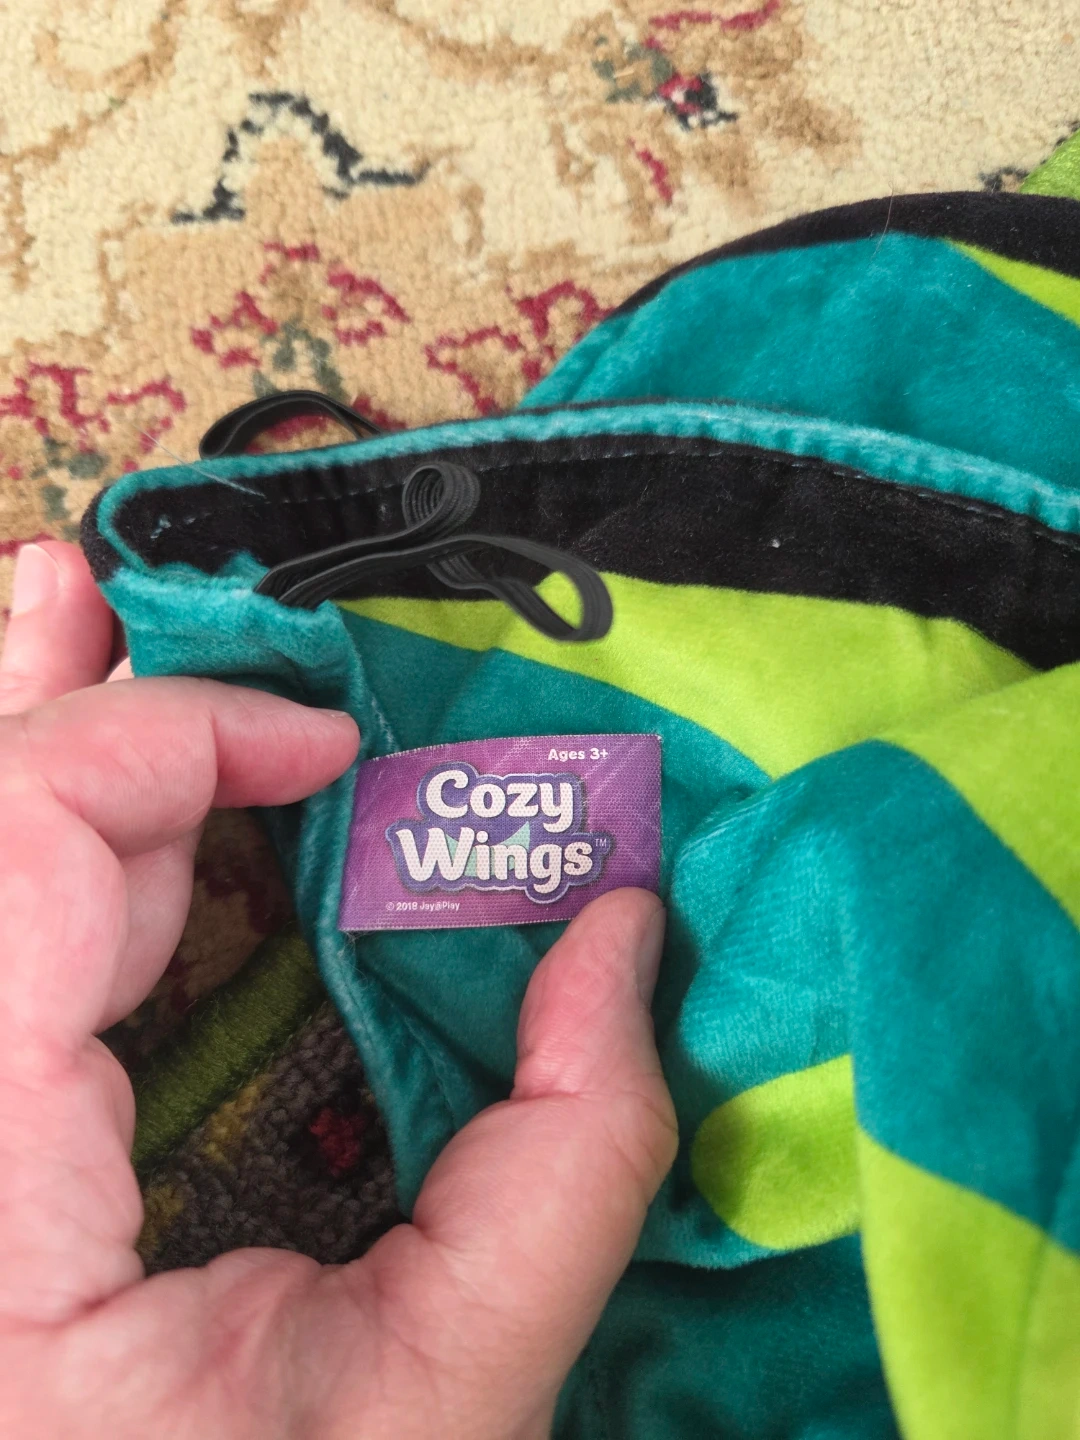 Ages 3+
Cozy
Wings™
© 2018 Jay@Play